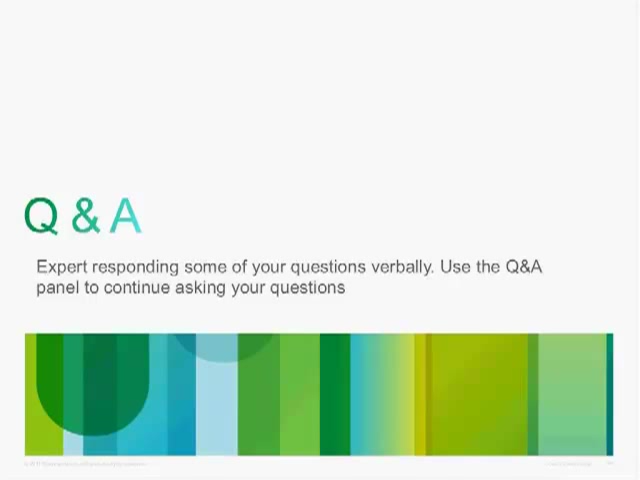 Q & A
Expert responding some of your questions verbally. Use the Q&A
panel to continue asking your questions